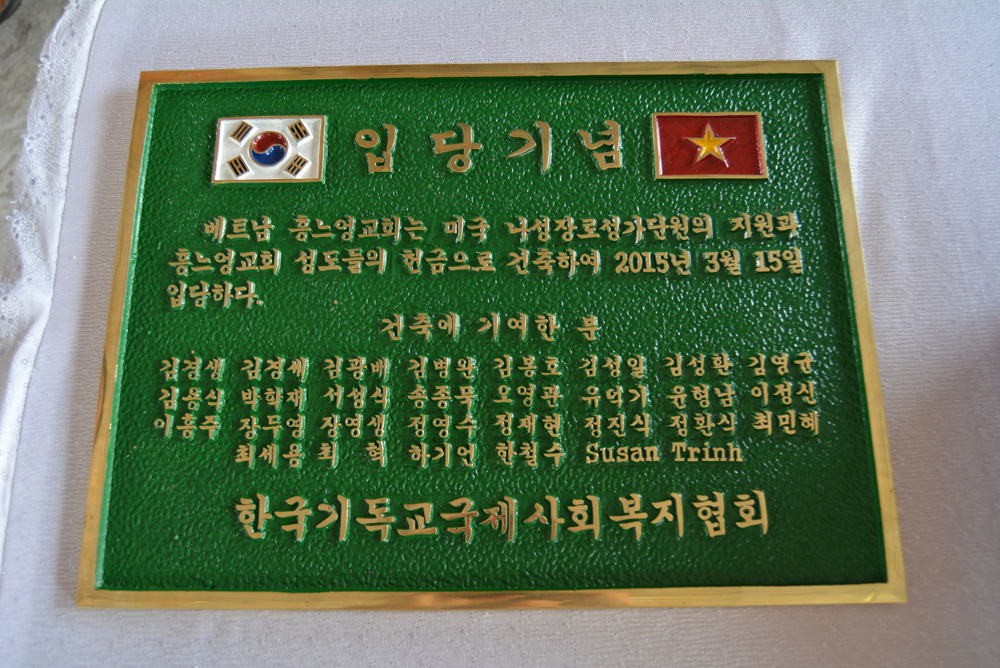 입당기념
베트남 흥느엉교회는 미국 나성장로성가단원의 지원과
흥느엉교회 성도들의 헌금으로 건축하여 2015년 3월 15일
입당하다.
건축에 기여한 분
김경생 김경쎄 김광배 김병완 김봉호 김성일 김성환 김영균
김용식 박학재 서성식 송종묵 오영관 유억기 윤형남 이정신
이흥주 장두영 장영생 정영수 정재현 정진식 정환식 최민혜
최세용 최 혁 하기언 한철수 Susan Trinh
한국기독교국제사회복지협회